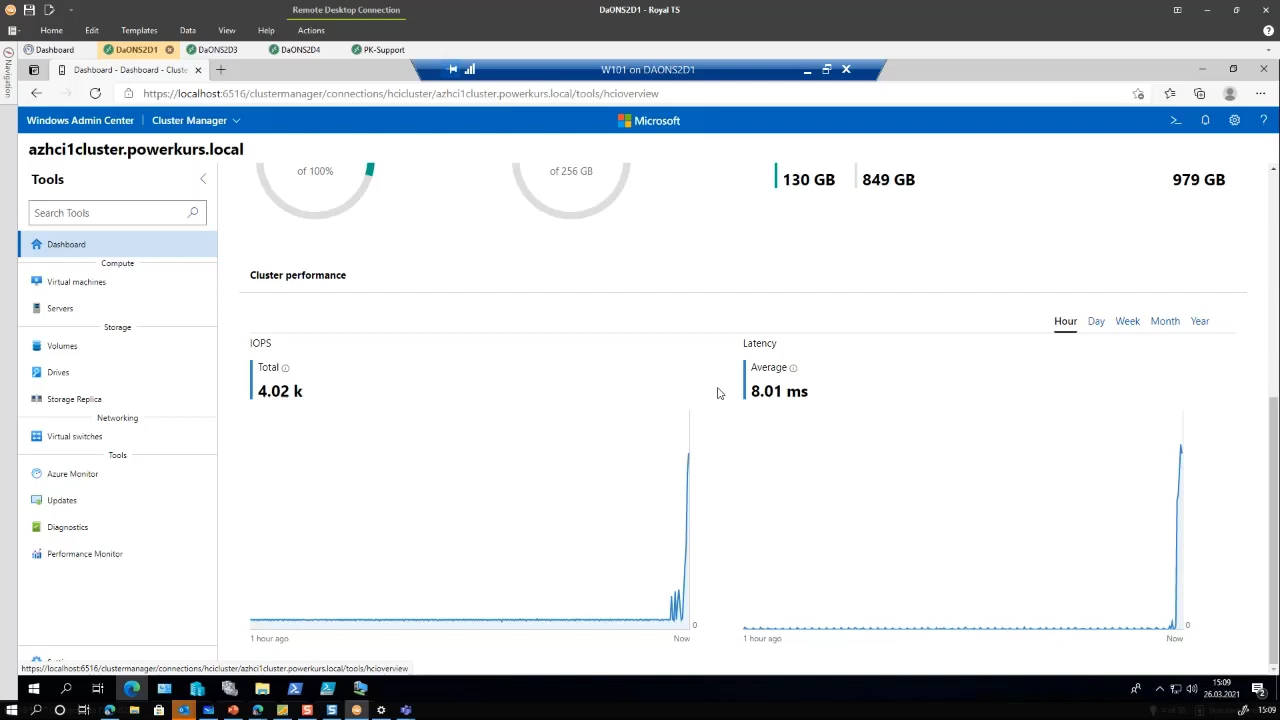 Remote Desktop Connection
DaONS2D1 - Royal TS
Home Edit Templates Data View Help Actions
Dashboard DaONS2D1 DaONS2D3 DaONS2D4 PK-Support
Navigation
Dashboard - Dashboard - Cluste
W101 on DAONS2D1
https://localhost:6516/clustermanager/connections/hcicluster/azhci1cluster.powerkurs.local/tools/hcioverview
Windows Admin Center | Cluster Manager
Microsoft
azhci1cluster.powerkurs.local
Tools
Search Tools
Dashboard
Compute
Virtual machines
Servers
Storage
Volumes
Drives
Storage Replica
Networking
Virtual switches
Tools
Azure Monitor
Updates
Diagnostics
Performance Monitor
of 100%
of 256 GB
130 GB 849 GB 979 GB
Cluster performance
Hour Day Week Month Year
IOPS
Total
4.02 k
0
1 hour ago Now
Latency
Average
8.01 ms
0
1 hour ago Now
https://localhost:6516/clustermanager/connections/hcicluster/azhci1cluster.powerkurs.local/tools/hcioverview
15:09
26.03.2021
15:09